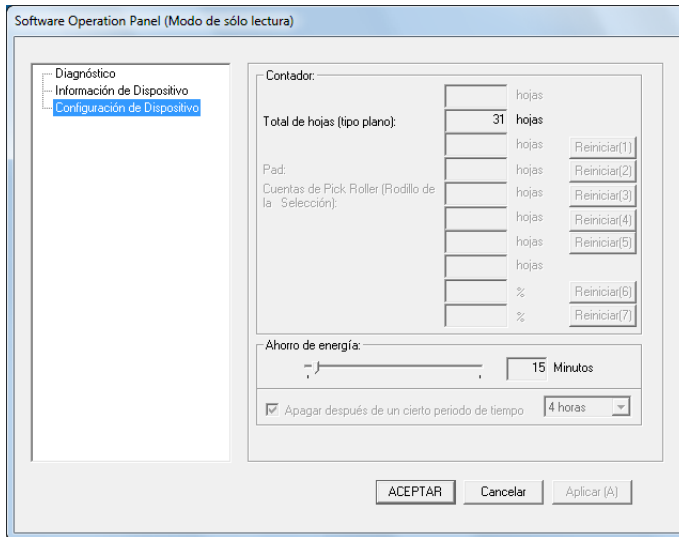 Software Operation Panel (Modo de sólo lectura)
Diagnóstico
Información de Dispositivo
Configuración de Dispositivo
Contador:
hojas
Total de hojas (tipo plano): 31 hojas
hojas Reiniciar(1)
Pad: hojas Reiniciar(2)
Cuentas de Pick Roller (Rodillo de hojas Reiniciar(3)
la Selección):
hojas Reiniciar(4)
hojas Reiniciar(5)
hojas
% Reiniciar(6)
% Reiniciar(7)
Ahorro de energía:
15 Minutos
Apagar después de un cierto periodo de tiempo 4 horas
ACEPTAR Cancelar Aplicar (A)